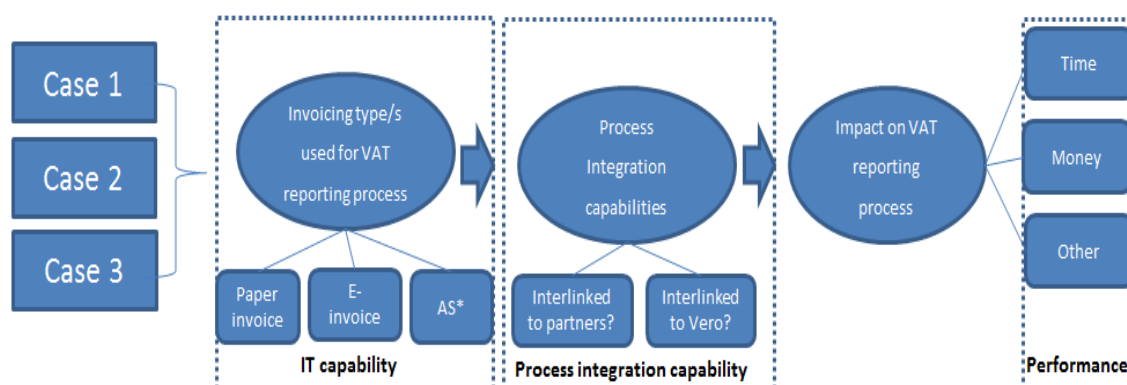 Case 1
Case 2
Case 3
Invoicing type/s
used for VAT
reporting process
Paper
invoice
E-
invoice
AS*
IT capability
Process
Integration
capabilities
Interlinked
to partners?
Interlinked
to Vero?
Process integration capability
Impact on VAT
reporting
process
Time
Money
Other
Performance